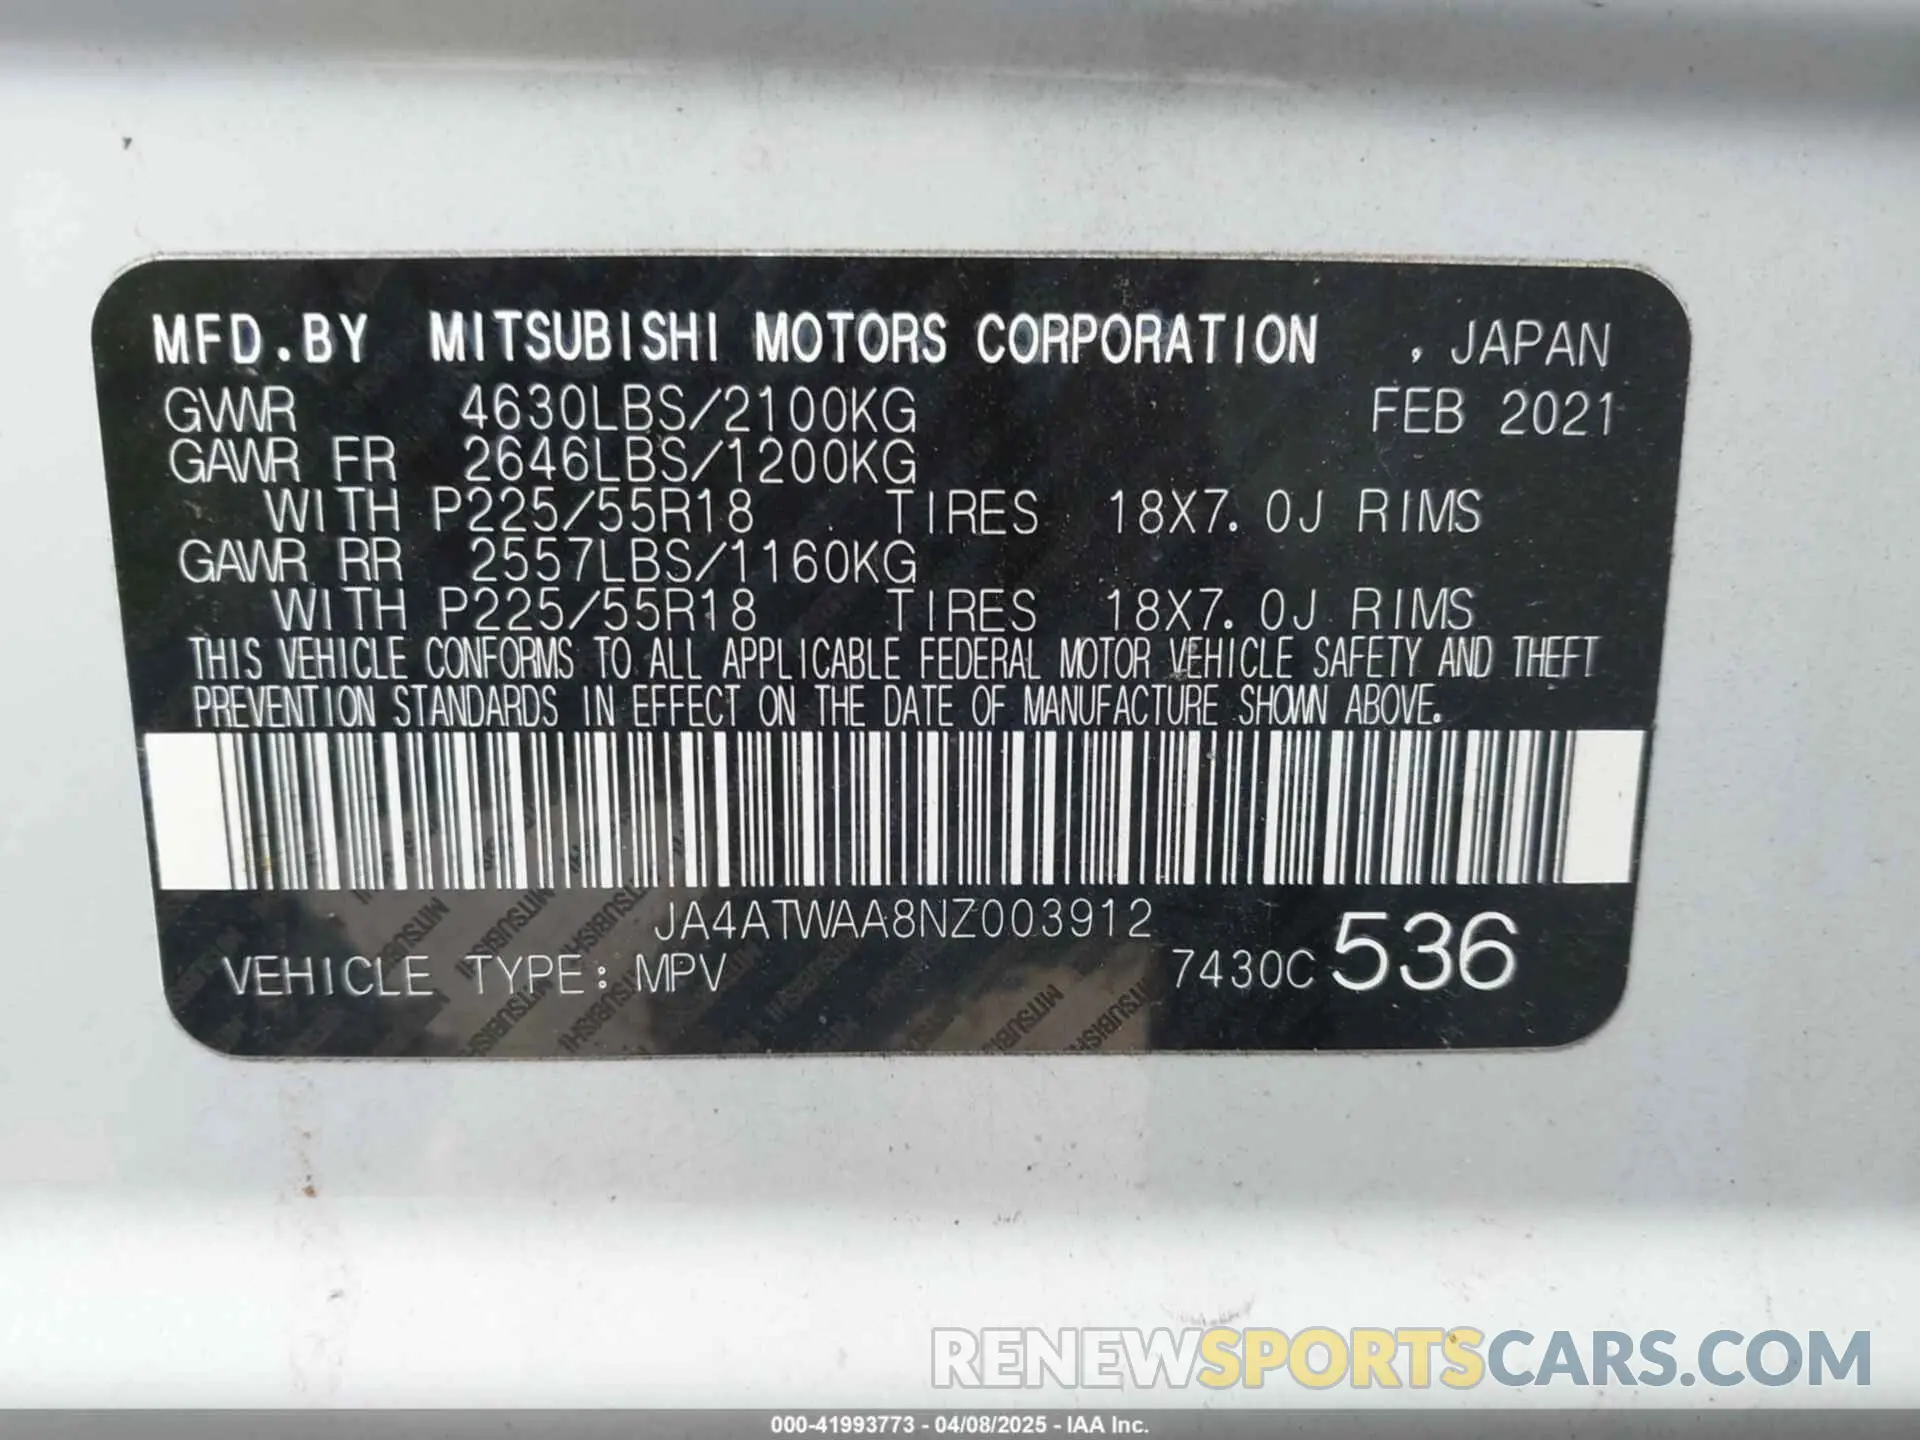 MFD.BY MITSUBISHI MOTORS CORPORATION , JAPAN
GVWR 4630LBS/2100KG FEB 2021
GAWR FR 2646LBS/1200KG
WITH P225/55R18 TIRES 18X7.0J RIMS
GAWR RR 2557LBS/1160KG
WITH P225/55R18 TIRES 18X7.0J RIMS
THIS VEHICLE CONFORMS TO ALL APPLICABLE FEDERAL MOTOR VEHICLE SAFETY AND THEFT
PREVENTION STANDARDS IN EFFECT ON THE DATE OF MANUFACTURE SHOWN ABOVE.
JA4ATWAA8NZ003912
VEHICLE TYPE: MPV 7430C 536
RENEWSPORTSCARS.COM
000-41993773 - 04/08/2025 - IAA Inc.